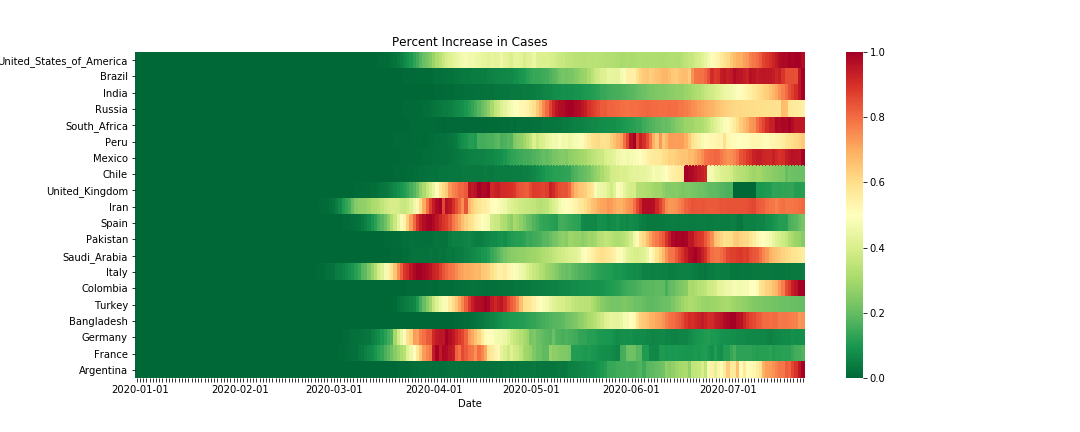 Percent Increase in Cases
United_States_of_America
Brazil
India
Russia
South_Africa
Peru
Mexico
Chile
United_Kingdom
Iran
Spain
Pakistan
Saudi_Arabia
Italy
Colombia
Turkey
Bangladesh
Germany
France
Argentina
2020-01-01 2020-02-01 2020-03-01 2020-04-01 2020-05-01 2020-06-01 2020-07-01
Date
1.0
0.8
0.6
0.4
0.2
0.0